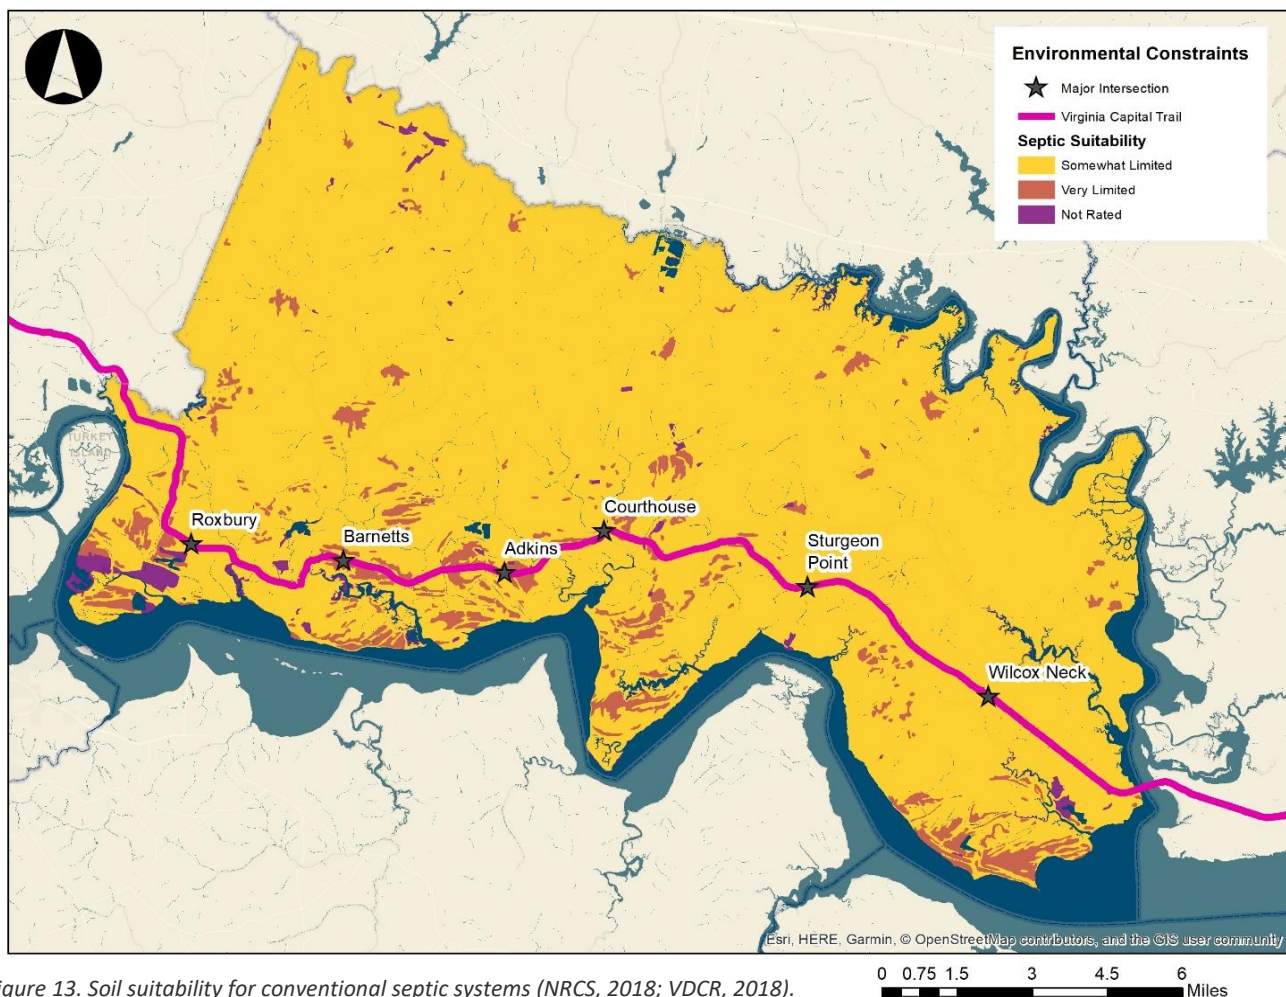 Environmental Constraints
Major Intersection
Virginia Capital Trail
Septic Suitability
Somewhat Limited
Very Limited
Not Rated
TURKEY
ISLAND
Roxbury
Barnetts
Adkins
Courthouse
Sturgeon
Point
Wilcox Neck
Esri, HERE, Garmin, © OpenStreetMap contributors, and the GIS user community
igure 13. Soil suitability for conventional septic systems (NRCS, 2018; VDCR, 2018).
0 0.75 1.5 3 4.5 6
Miles